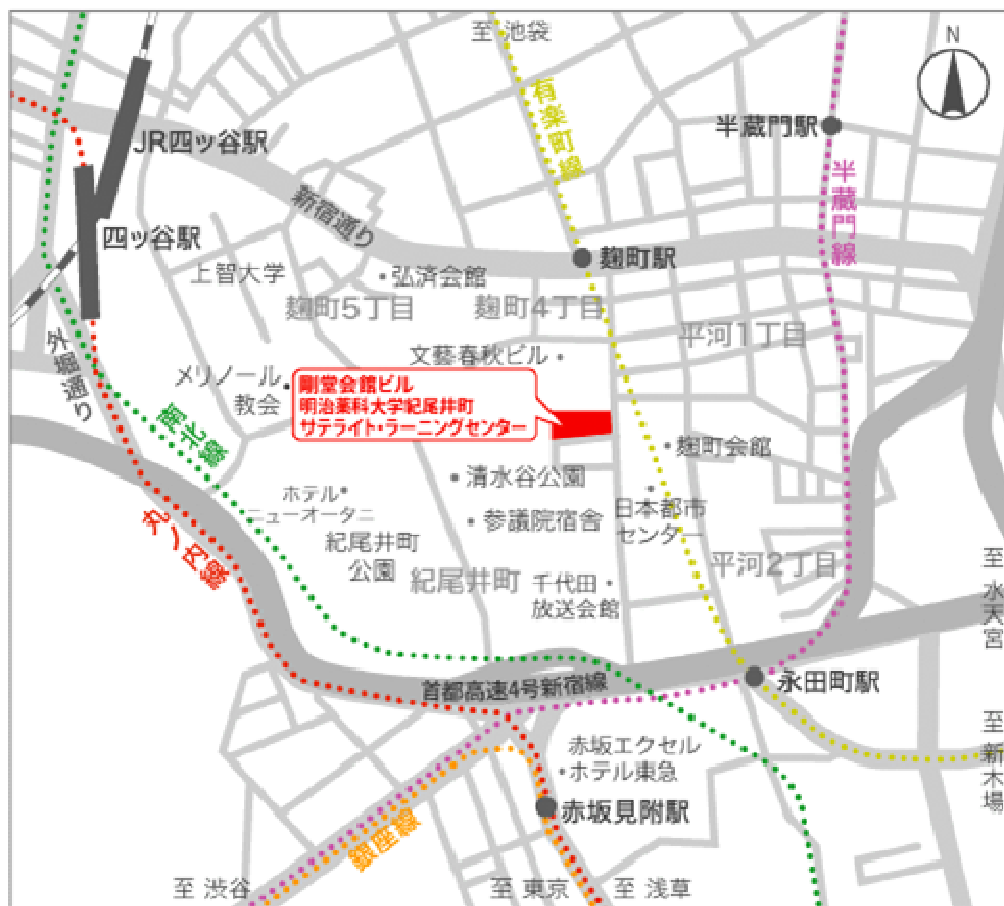 至 池袋
N
JR四ッ谷駅
有楽町線
半蔵門駅
半蔵門線
新宿通り
四ッ谷駅
麹町駅
上智大学
弘済会館
麹町5丁目
麹町4丁目
平河1丁目
外堀通り
文藝春秋ビル
メリノール
教会
剛堂会館ビル
明治薬科大学紀尾井町
サテライト・ラーニングセンター
南北線
麹町会館
清水谷公園
ホテル
ニューオータニ
参議院宿舎
日本都市
センター
丸ノ内線
紀尾井町
公園
紀尾井町
千代田
放送会館
平河2丁目
至 水天宮
首都高速4号新宿線
永田町駅
赤坂エクセル
ホテル東急
至 新木場
赤坂見附駅
銀座線
至 渋谷
至 東京
至 浅草